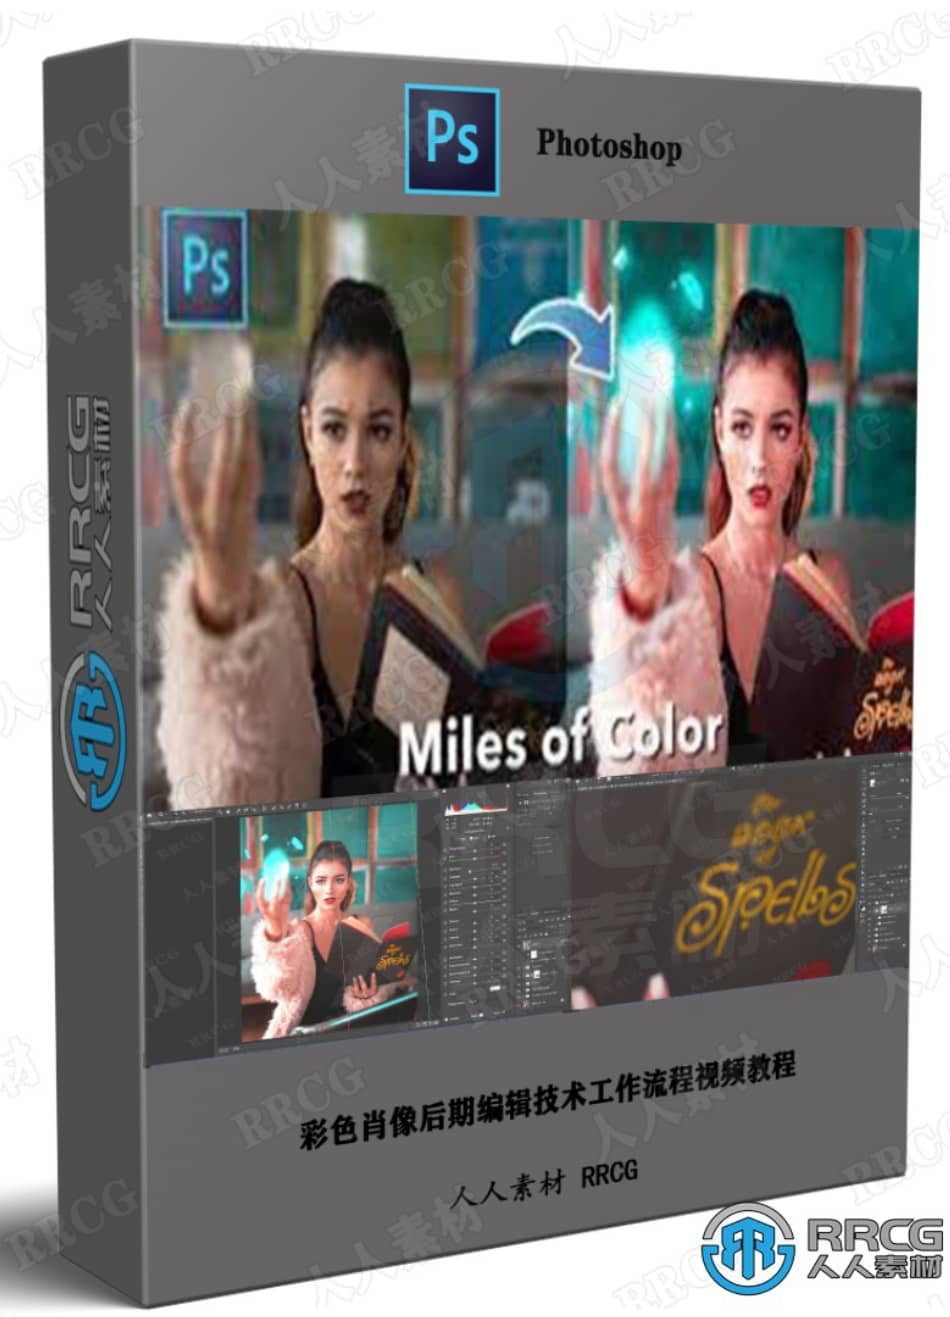 Ps
Photoshop
Ps
Miles of Color
Spells
Spells
Spells
彩色肖像后期编辑技术工作流程视频教程
人人素材 RRCG
RRCG
人人素材
RRCG
人人素材